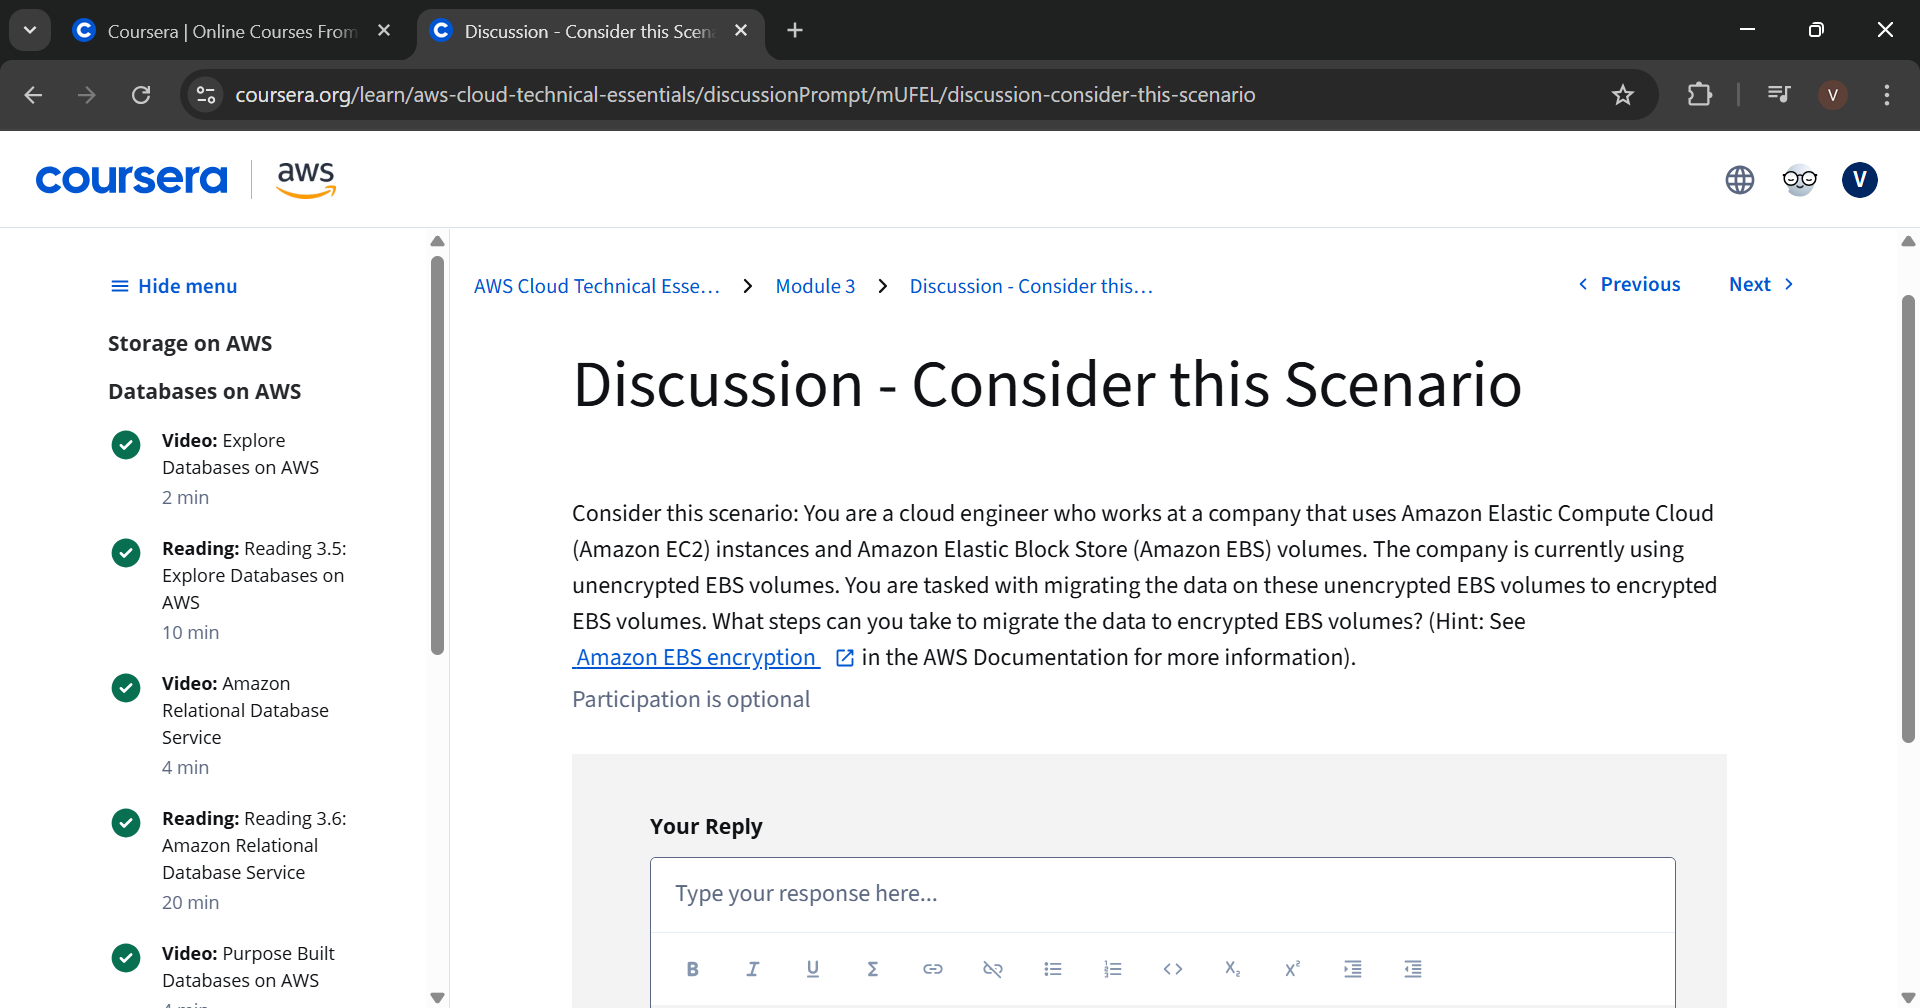 Coursera | Online Courses From
Discussion - Consider this Scena
coursera.org/learn/aws-cloud-technical-essentials/discussionPrompt/mUFEL/discussion-consider-this-scenario
V
coursera
aws
V
Hide menu
Storage on AWS
Databases on AWS
Video: Explore
Databases on AWS
2 min
Reading: Reading 3.5:
Explore Databases on
AWS
10 min
Video: Amazon
Relational Database
Service
4 min
Reading: Reading 3.6:
Amazon Relational
Database Service
20 min
Video: Purpose Built
Databases on AWS
4 min
AWS Cloud Technical Esse...
Module 3
Discussion - Consider this...
Previous
Next
Discussion - Consider this Scenario
Consider this scenario: You are a cloud engineer who works at a company that uses Amazon Elastic Compute Cloud
(Amazon EC2) instances and Amazon Elastic Block Store (Amazon EBS) volumes. The company is currently using
unencrypted EBS volumes. You are tasked with migrating the data on these unencrypted EBS volumes to encrypted
EBS volumes. What steps can you take to migrate the data to encrypted EBS volumes? (Hint: See
Amazon EBS encryption in the AWS Documentation for more information).
Participation is optional
Your Reply
Type your response here...
B I U Σ <> X₂ X²